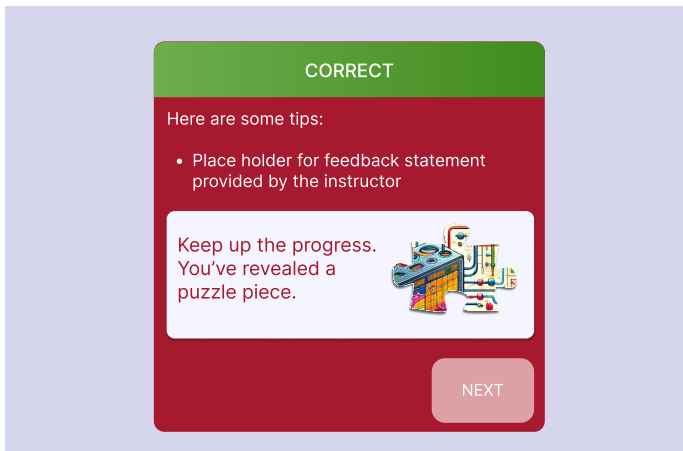 CORRECT
Here are some tips:
• Place holder for feedback statement
provided by the instructor
Keep up the progress.
You’ve revealed a
puzzle piece.
NEXT